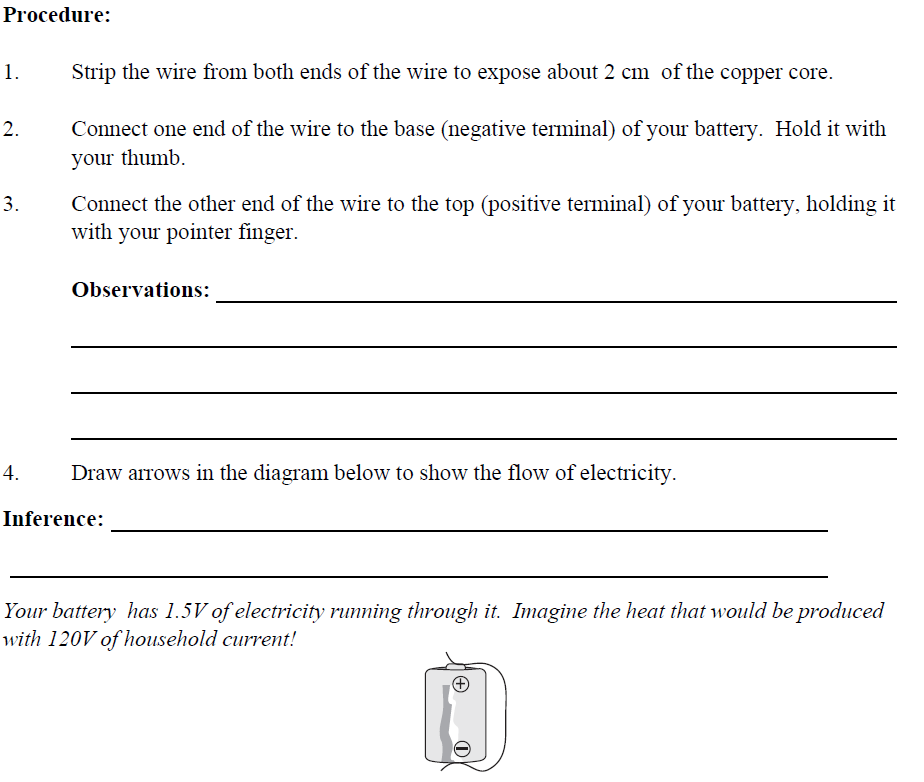 Procedure:
1. Strip the wire from both ends of the wire to expose about 2 cm of the copper core.
2. Connect one end of the wire to the base (negative terminal) of your battery. Hold it with
your thumb.
3. Connect the other end of the wire to the top (positive terminal) of your battery, holding it
with your pointer finger.
Observations:
4. Draw arrows in the diagram below to show the flow of electricity.
Inference:
Your battery has 1.5V of electricity running through it. Imagine the heat that would be produced
with 120V of household current!
+
−